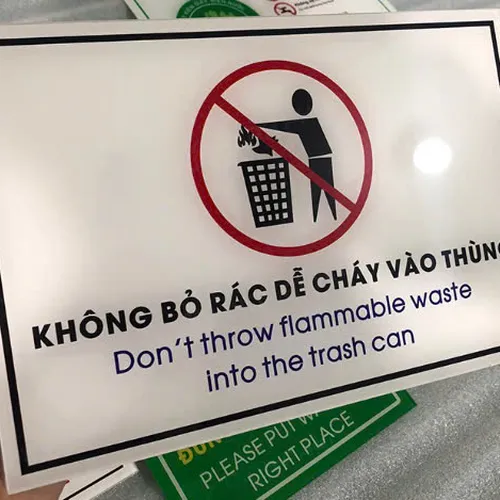 KHÔNG BỎ RÁC DỄ CHÁY VÀO THÙNG
Don't throw flammable waste
into the trash can
PLEASE PUT
RIGHT PLACE